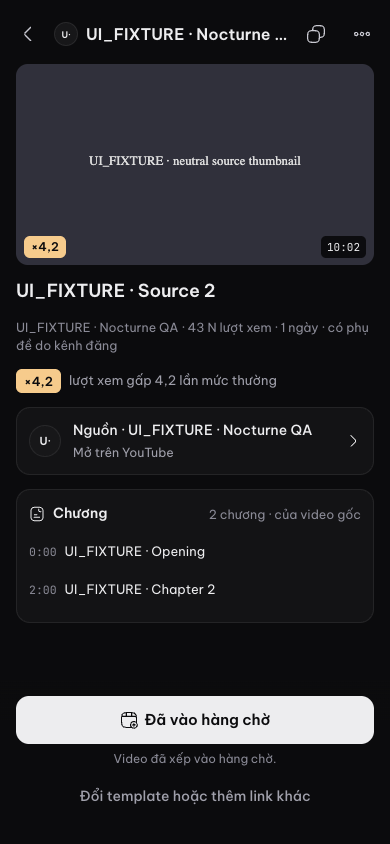 U·
UI_FIXTURE · Nocturne ...
UI_FIXTURE · neutral source thumbnail
×4,2
10:02
UI_FIXTURE · Source 2
UI_FIXTURE · Nocturne QA · 43 N lượt xem · 1 ngày · có phụ
đề do kênh đăng
×4,2 lượt xem gấp 4,2 lần mức thường
U·
Nguồn · UI_FIXTURE · Nocturne QA
Mở trên YouTube
Chương 2 chương · của video gốc
0:00 UI_FIXTURE · Opening
2:00 UI_FIXTURE · Chapter 2
Đã vào hàng chờ
Video đã xếp vào hàng chờ.
Đổi template hoặc thêm link khác